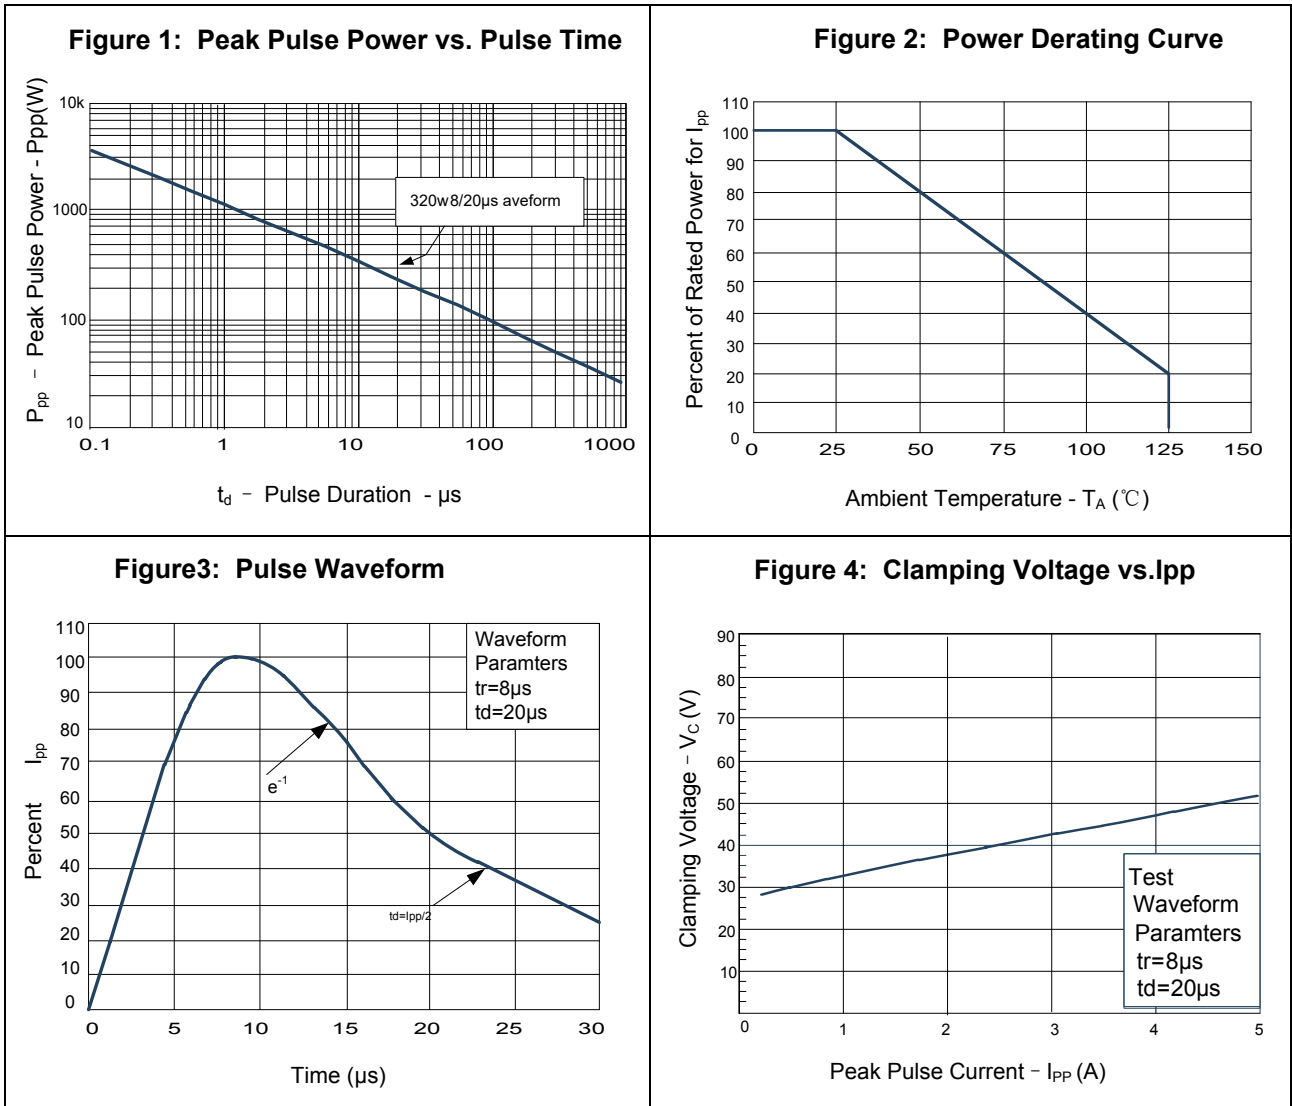 Figure 1: Peak Pulse Power vs. Pulse Time
Ppp – Peak Pulse Power - Ppp(W)
10k
1000
100
10
320w8/20µs aveform
0.1 1 10 100 1000
td – Pulse Duration - µs
Figure 2: Power Derating Curve
Percent of Rated Power for Ipp
110
100
90
80
70
60
50
40
30
20
10
0
0 25 50 75 100 125 150
Ambient Temperature - TA (℃)
Figure3: Pulse Waveform
Percent Ipp
110
100
90
80
70
60
50
40
30
20
10
0
Waveform
Paramters
tr=8µs
td=20µs
e-1
td=Ipp/2
0 5 10 15 20 25 30
Time (µs)
Figure 4: Clamping Voltage vs.Ipp
Clamping Voltage – VC (V)
90
80
70
60
50
40
30
20
10
Test
Waveform
Paramters
tr=8µs
td=20µs
0 1 2 3 4 5
Peak Pulse Current – IPP (A)